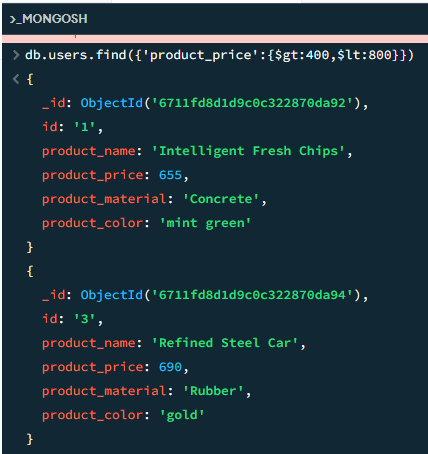 >_MONGOSH
> db.users.find({'product_price':{$gt:400,$lt:800}})
< {
_id: ObjectId('6711fd8d1d9c0c322870da92'),
id: '1',
product_name: 'Intelligent Fresh Chips',
product_price: 655,
product_material: 'Concrete',
product_color: 'mint green'
}
{
_id: ObjectId('6711fd8d1d9c0c322870da94'),
id: '3',
product_name: 'Refined Steel Car',
product_price: 690,
product_material: 'Rubber',
product_color: 'gold'
}